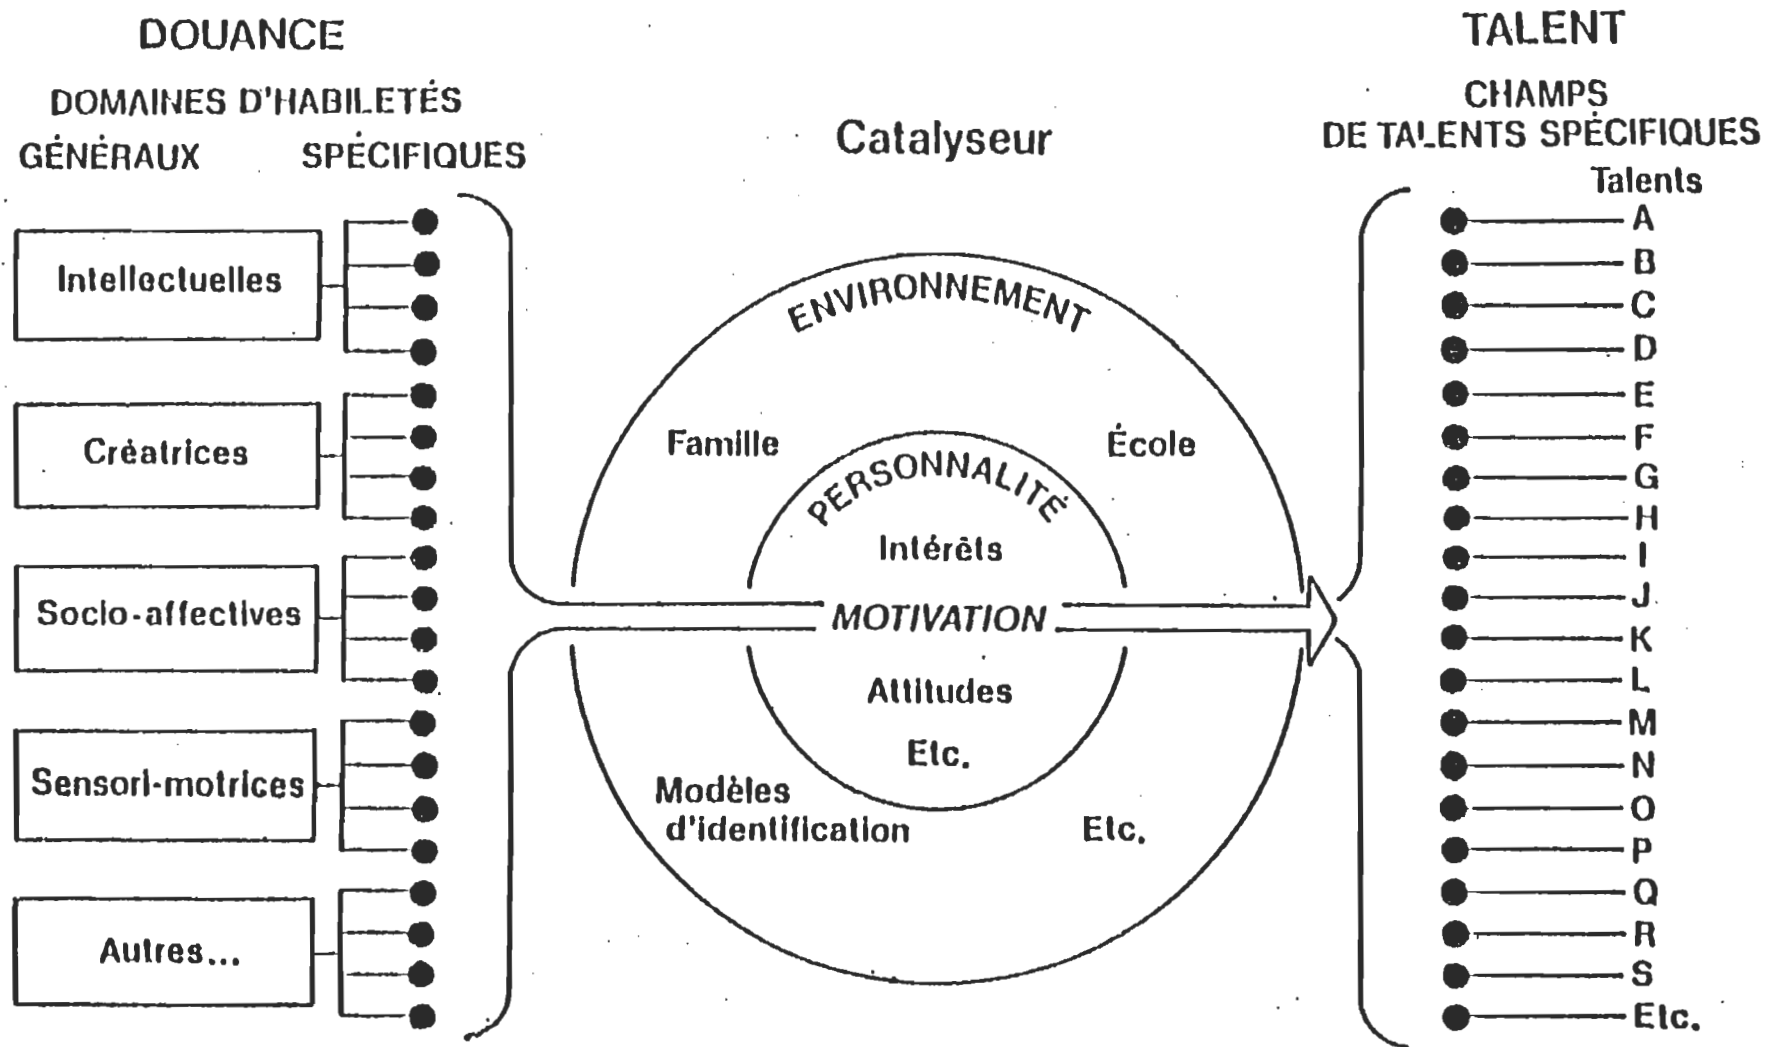 DOUANCE
DOMAINES D'HABILETÉS
GÉNÉRAUX
SPÉCIFIQUES
Intellectuelles
Créatrices
Socio-affectives
Sensori-motrices
Autres...
Catalyseur
ENVIRONNEMENT
Famille
École
PERSONNALITÉ
Intérêts
MOTIVATION
Attitudes
Etc.
Modèles
d'identification
Etc.
TALENT
CHAMPS
DE TALENTS SPÉCIFIQUES
Talents
A
B
C
D
E
F
G
H
I
J
K
L
M
N
O
P
Q
R
S
Etc.